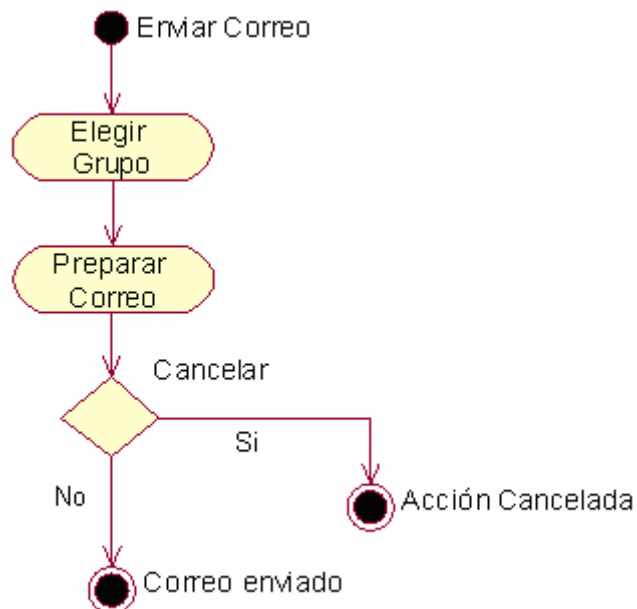 Enviar Correo
Elegir
Grupo
Preparar
Correo
Cancelar
Si
No
Acción Cancelada
Correo enviado